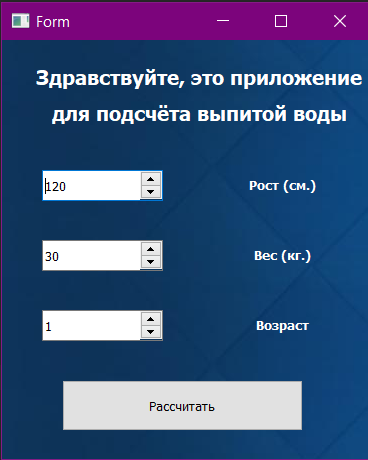 Form
Здравствуйте, это приложение
для подсчёта выпитой воды
120 Рост (см.)
30 Вес (кг.)
1 Возраст
Рассчитать